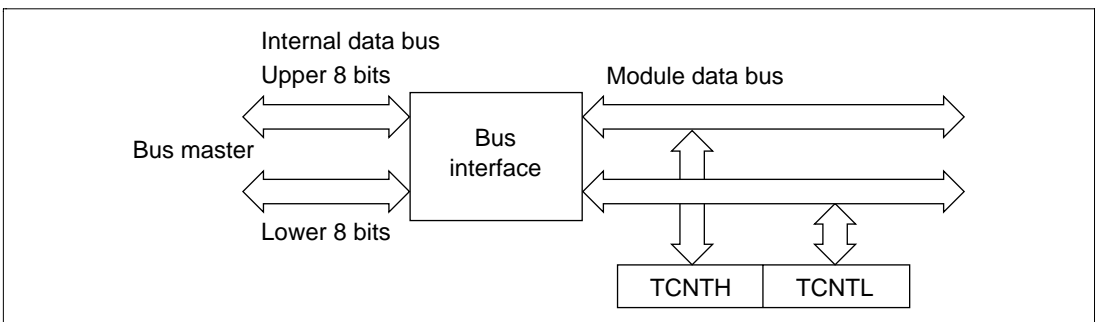 Internal data bus
Upper 8 bits
Module data bus
Bus master
Bus
interface
Lower 8 bits
TCNTH
TCNTL